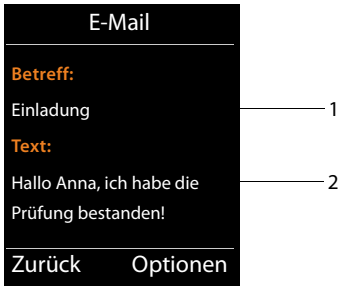 E-Mail
Betreff:
Einladung 1
Text:
Hallo Anna, ich habe die 2
Prüfung bestanden!
Zurück Optionen